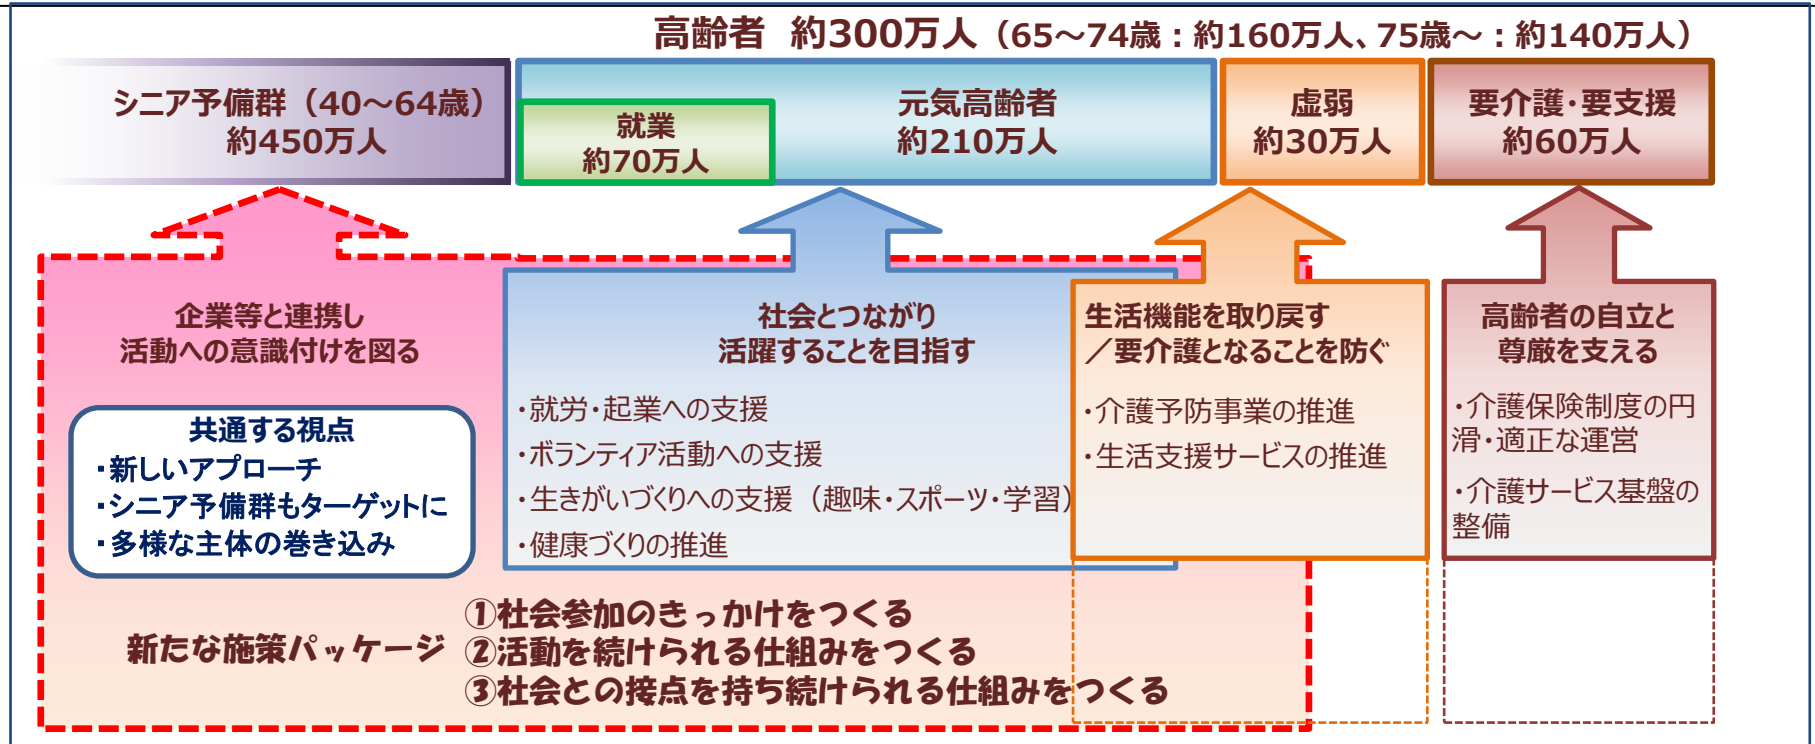 高齢者 約300万人（65～74歳：約160万人、75歳～：約140万人）
シニア予備群（40～64歳）
約450万人
元気高齢者
約210万人
就業
約70万人
虚弱
約30万人
要介護・要支援
約60万人
企業等と連携し
活動への意識付けを図る
共通する視点
・新しいアプローチ
・シニア予備群もターゲットに
・多様な主体の巻き込み
社会とつながり
活躍することを目指す
・就労・起業への支援
・ボランティア活動への支援
・生きがいづくりへの支援（趣味・スポーツ・学習）
・健康づくりの推進
生活機能を取り戻す
／要介護となることを防ぐ
・介護予防事業の推進
・生活支援サービスの推進
高齢者の自立と
尊厳を支える
・介護保険制度の円
滑・適正な運営
・介護サービス基盤の
整備
新たな施策パッケージ
①社会参加のきっかけをつくる
②活動を続けられる仕組みをつくる
③社会との接点を持ち続けられる仕組みをつくる